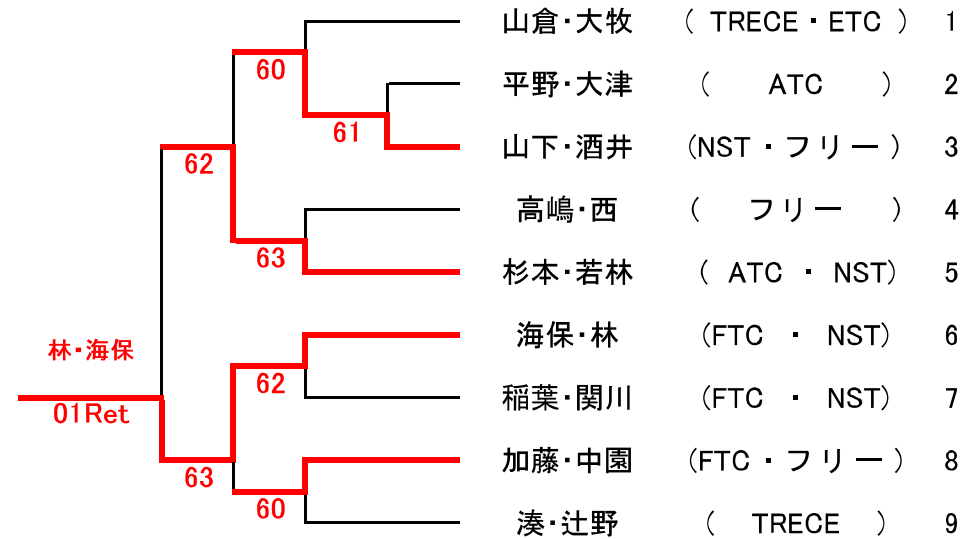 山倉・大牧 ( TRECE・ETC ) 1
60
平野・大津 ( ATC ) 2
61
山下・酒井 (NST・フリー) 3
62
高嶋・西 ( フリー ) 4
63
杉本・若林 ( ATC ・ NST) 5
海保・林 (FTC ・ NST) 6
林・海保
62
稲葉・関川 (FTC ・ NST) 7
01Ret
加藤・中園 (FTC・フリー) 8
63
60
湊・辻野 ( TRECE ) 9